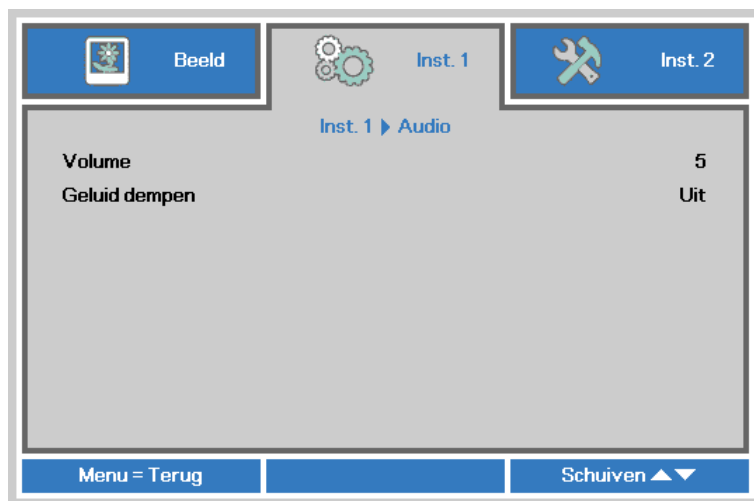 Beeld
Inst. 1
Inst. 2
Inst. 1 ▶ Audio
Volume 5
Geluid dempen Uit
Menu = Terug
Schuiven ▲▼